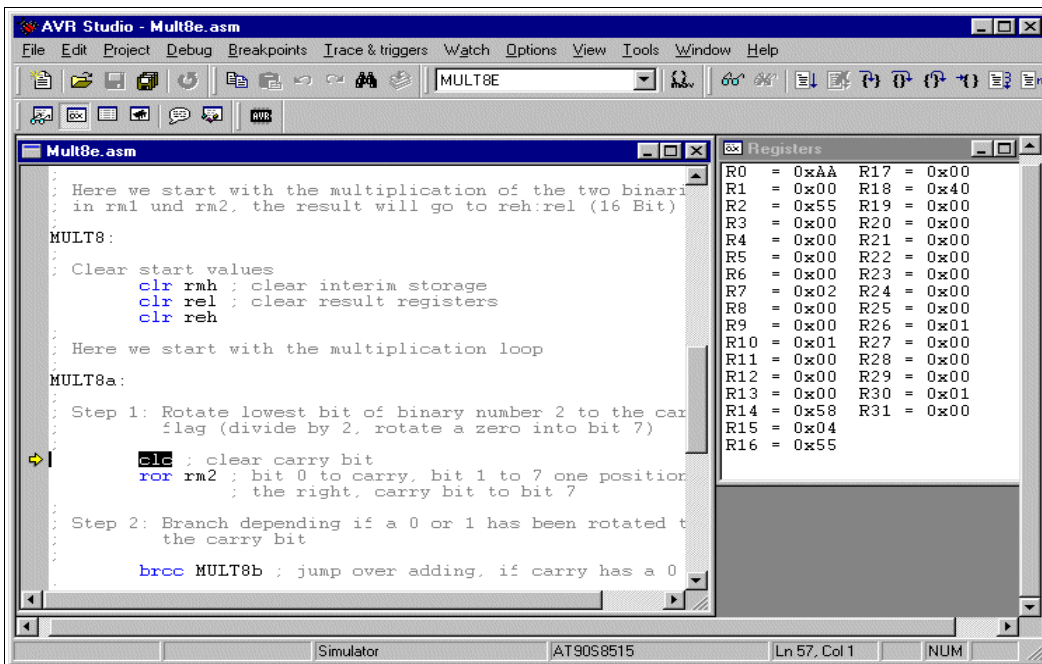 AVR Studio - Mult8e.asm
File Edit Project Debug Breakpoints Trace & triggers Watch Options View Tools Window Help
MULT8E
AVR
Mult8e.asm
;
; Here we start with the multiplication of the two binari
; in rm1 und rm2, the result will go to reh:rel (16 Bit)
;
MULT8:
;
; Clear start values
clr rmh ; clear interim storage
clr rel ; clear result registers
clr reh
;
; Here we start with the multiplication loop
;
MULT8a:
;
; Step 1: Rotate lowest bit of binary number 2 to the car
; flag (divide by 2, rotate a zero into bit 7)
;
clc ; clear carry bit
ror rm2 ; bit 0 to carry, bit 1 to 7 one position
; the right, carry bit to bit 7
;
; Step 2: Branch depending if a 0 or 1 has been rotated t
; the carry bit
;
brcc MULT8b ; jump over adding, if carry has a 0
Registers
R0 = 0xAA R17 = 0x00
R1 = 0x00 R18 = 0x40
R2 = 0x55 R19 = 0x00
R3 = 0x00 R20 = 0x00
R4 = 0x00 R21 = 0x00
R5 = 0x00 R22 = 0x00
R6 = 0x00 R23 = 0x00
R7 = 0x02 R24 = 0x00
R8 = 0x00 R25 = 0x00
R9 = 0x00 R26 = 0x01
R10 = 0x01 R27 = 0x00
R11 = 0x00 R28 = 0x00
R12 = 0x00 R29 = 0x00
R13 = 0x00 R30 = 0x01
R14 = 0x58 R31 = 0x00
R15 = 0x04
R16 = 0x55
Simulator AT90S8515 Ln 57, Col 1 NUM